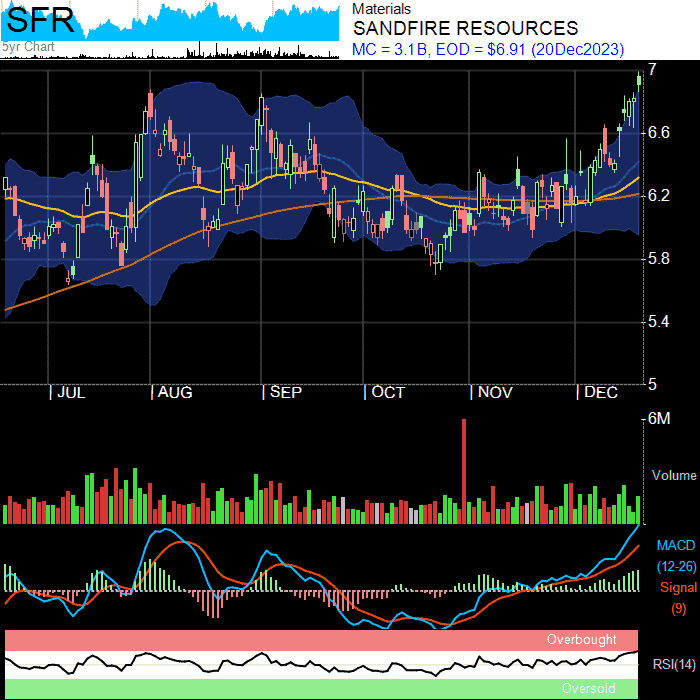 SFR
5yr Chart
Materials
SANDFIRE RESOURCES
MC = 3.1B, EOD = $6.91 (20Dec2023)
7
6.6
6.2
5.8
5.4
5
JUL AUG SEP OCT NOV DEC
6M
Volume
MACD
(12-26)
Signal
(9)
Overbought
RSI(14)
Oversold